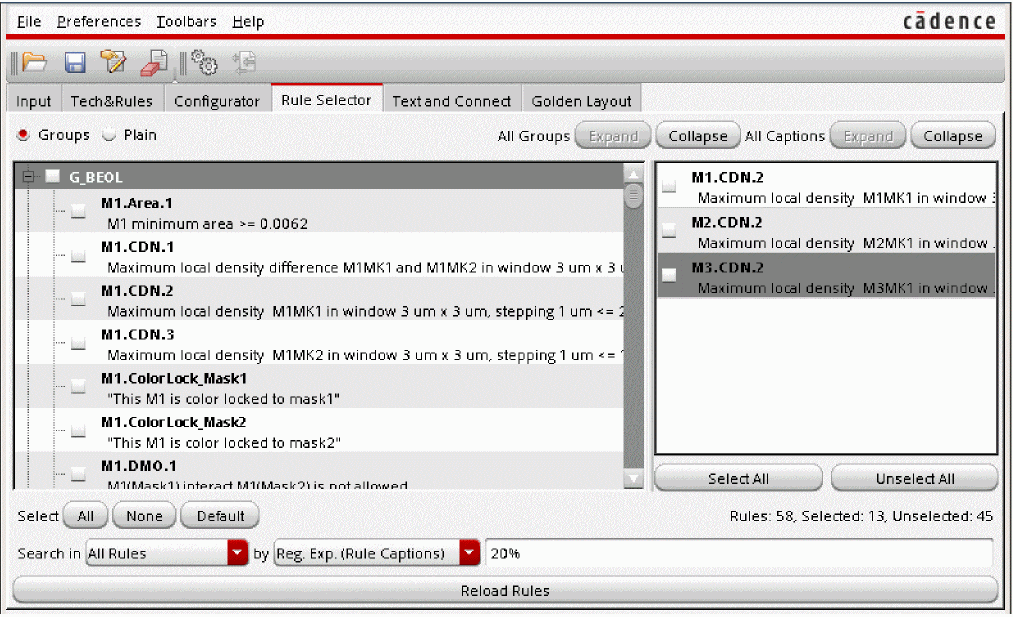 File Preferences Toolbars Help
cādence
Input Tech&Rules Configurator Rule Selector Text and Connect Golden Layout
Groups Plain All Groups Expand Collapse All Captions Expand Collapse
G_BEOL
M1.Area.1
M1 minimum area >= 0.0062
M1.CDN.1
Maximum local density difference M1MK1 and M1MK2 in window 3 um x 3
M1.CDN.2
Maximum local density M1MK1 in window 3 um x 3 um, stepping 1 um <= 2
M1.CDN.3
Maximum local density M1MK2 in window 3 um x 3 um, stepping 1 um <=
M1.ColorLock_Mask1
"This M1 is color locked to mask1"
M1.ColorLock_Mask2
"This M1 is color locked to mask2"
M1.DMO.1
M1(Mask1) interact M1(Mask2) is not allowed
M1.CDN.2
Maximum local density M1MK1 in window
M2.CDN.2
Maximum local density M2MK1 in window .
M3.CDN.2
Maximum local density M3MK1 in window .
Select All Unselect All
Select All None Default
Rules: 58, Selected: 13, Unselected: 45
Search in All Rules by Reg. Exp. (Rule Captions) 20%
Reload Rules